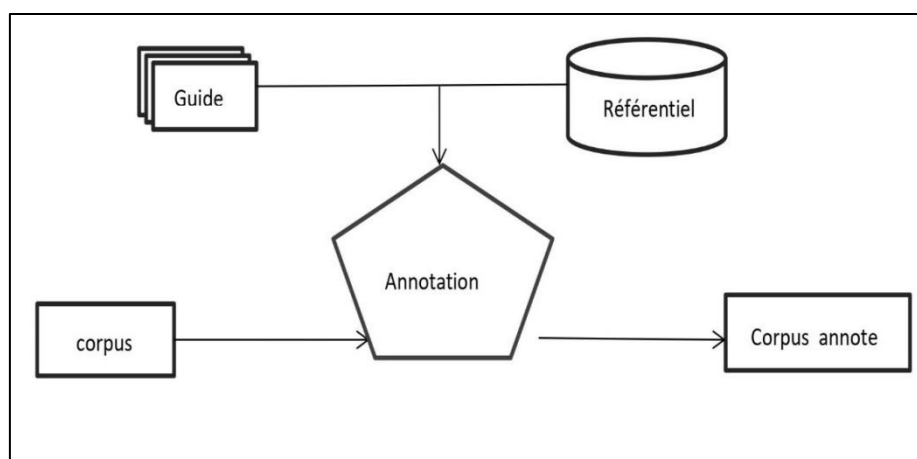 Guide
Référentiel
Annotation
corpus
Corpus annote